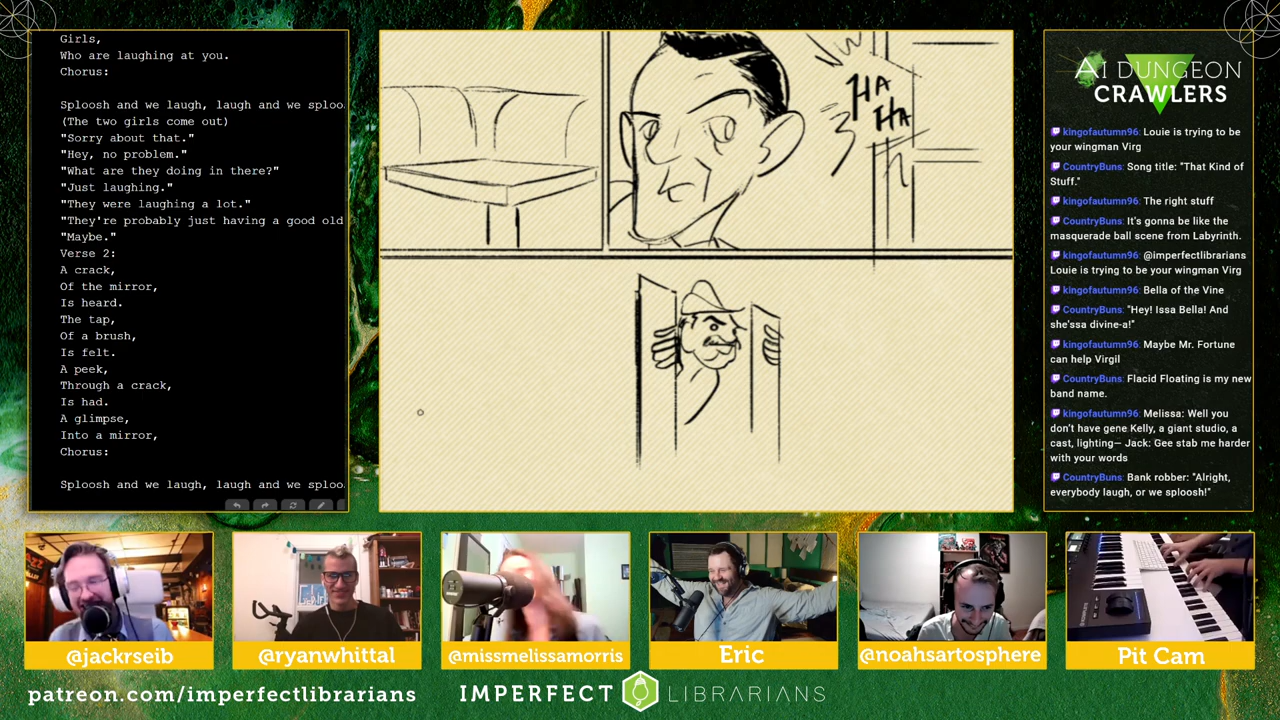 Girls,
Who are laughing at you.
Chorus:
Sploosh and we laugh, laugh and we sploo
(The two girls come out)
"Sorry about that."
"Hey, no problem."
"What are they doing in there?"
"Just laughing."
"They were laughing a lot."
"They're probably just having a good old
"Maybe."
Verse 2:
A crack,
Of the mirror,
Is heard.
The tap,
Of a brush,
Is felt.
A peek,
Through a crack,
Is had.
A glimpse,
Into a mirror,
Chorus:
Sploosh and we laugh, laugh and we sploo
HA
HA
AI DUNGEON
CRAWLERS
kingofautumn96: Louie is trying to be
your wingman Virg
CountryBuns: Song title: "That Kind of
Stuff."
kingofautumn96: The right stuff
CountryBuns: It's gonna be like the
masquerade ball scene from Labyrinth.
kingofautumn96: @imperfectlibrarians
Louie is trying to be your wingman Virg
kingofautumn96: Bella of the Vine
CountryBuns: "Hey! Issa Bella! And
she'ssa divine-a!"
kingofautumn96: Maybe Mr. Fortune
can help Virgil
CountryBuns: Flacid Floating is my new
band name.
kingofautumn96: Melissa: Well you
don't have gene Kelly, a giant studio, a
cast, lighting— Jack: Gee stab me harder
with your words
CountryBuns: Bank robber: "Alright,
everybody laugh, or we sploosh!"
@jackrseib
@ryanwhittal
@missmelissamorris
Eric
@noahsartosphere
Pit Cam
patreon.com/imperfectlibrarians
IMPERFECT LIBRARIANS